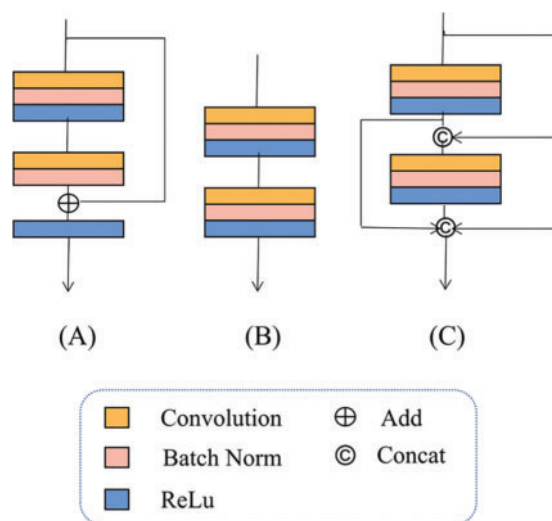 C
C
(A) (B) (C)
Convolution Add
Batch Norm C Concat
ReLu